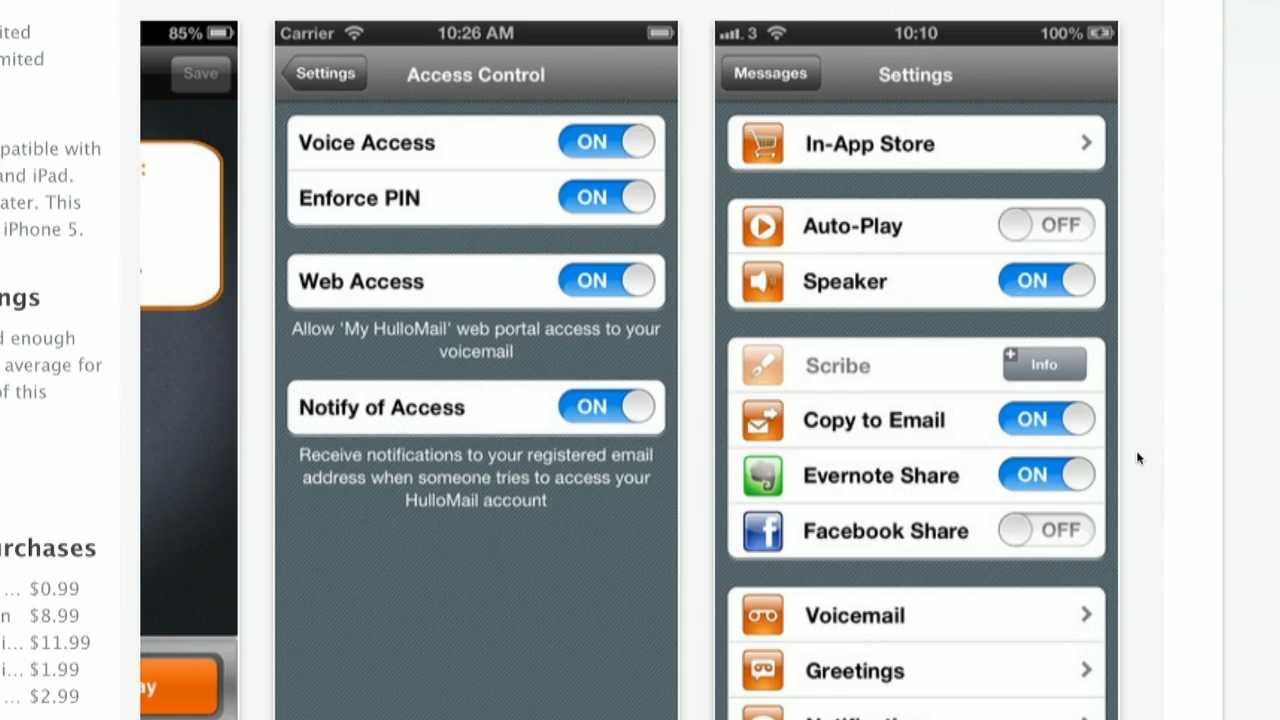 ited
mited
patible with
and iPad.
ater. This
iPhone 5.
ngs
d enough
average for
of this
urchases
... $0.99
n $8.99
i... $11.99
i... $1.99
... $2.99
85%
Save
ay
Carrier 10:26 AM
Settings Access Control
Voice Access ON
Enforce PIN ON
Web Access ON
Allow 'My HulloMail' web portal access to your
voicemail
Notify of Access ON
Receive notifications to your registered email
address when someone tries to access your
HulloMail account
3 10:10 100%
Messages Settings
In-App Store
Auto-Play OFF
Speaker ON
Scribe Info
Copy to Email ON
Evernote Share ON
Facebook Share OFF
Voicemail
Greetings